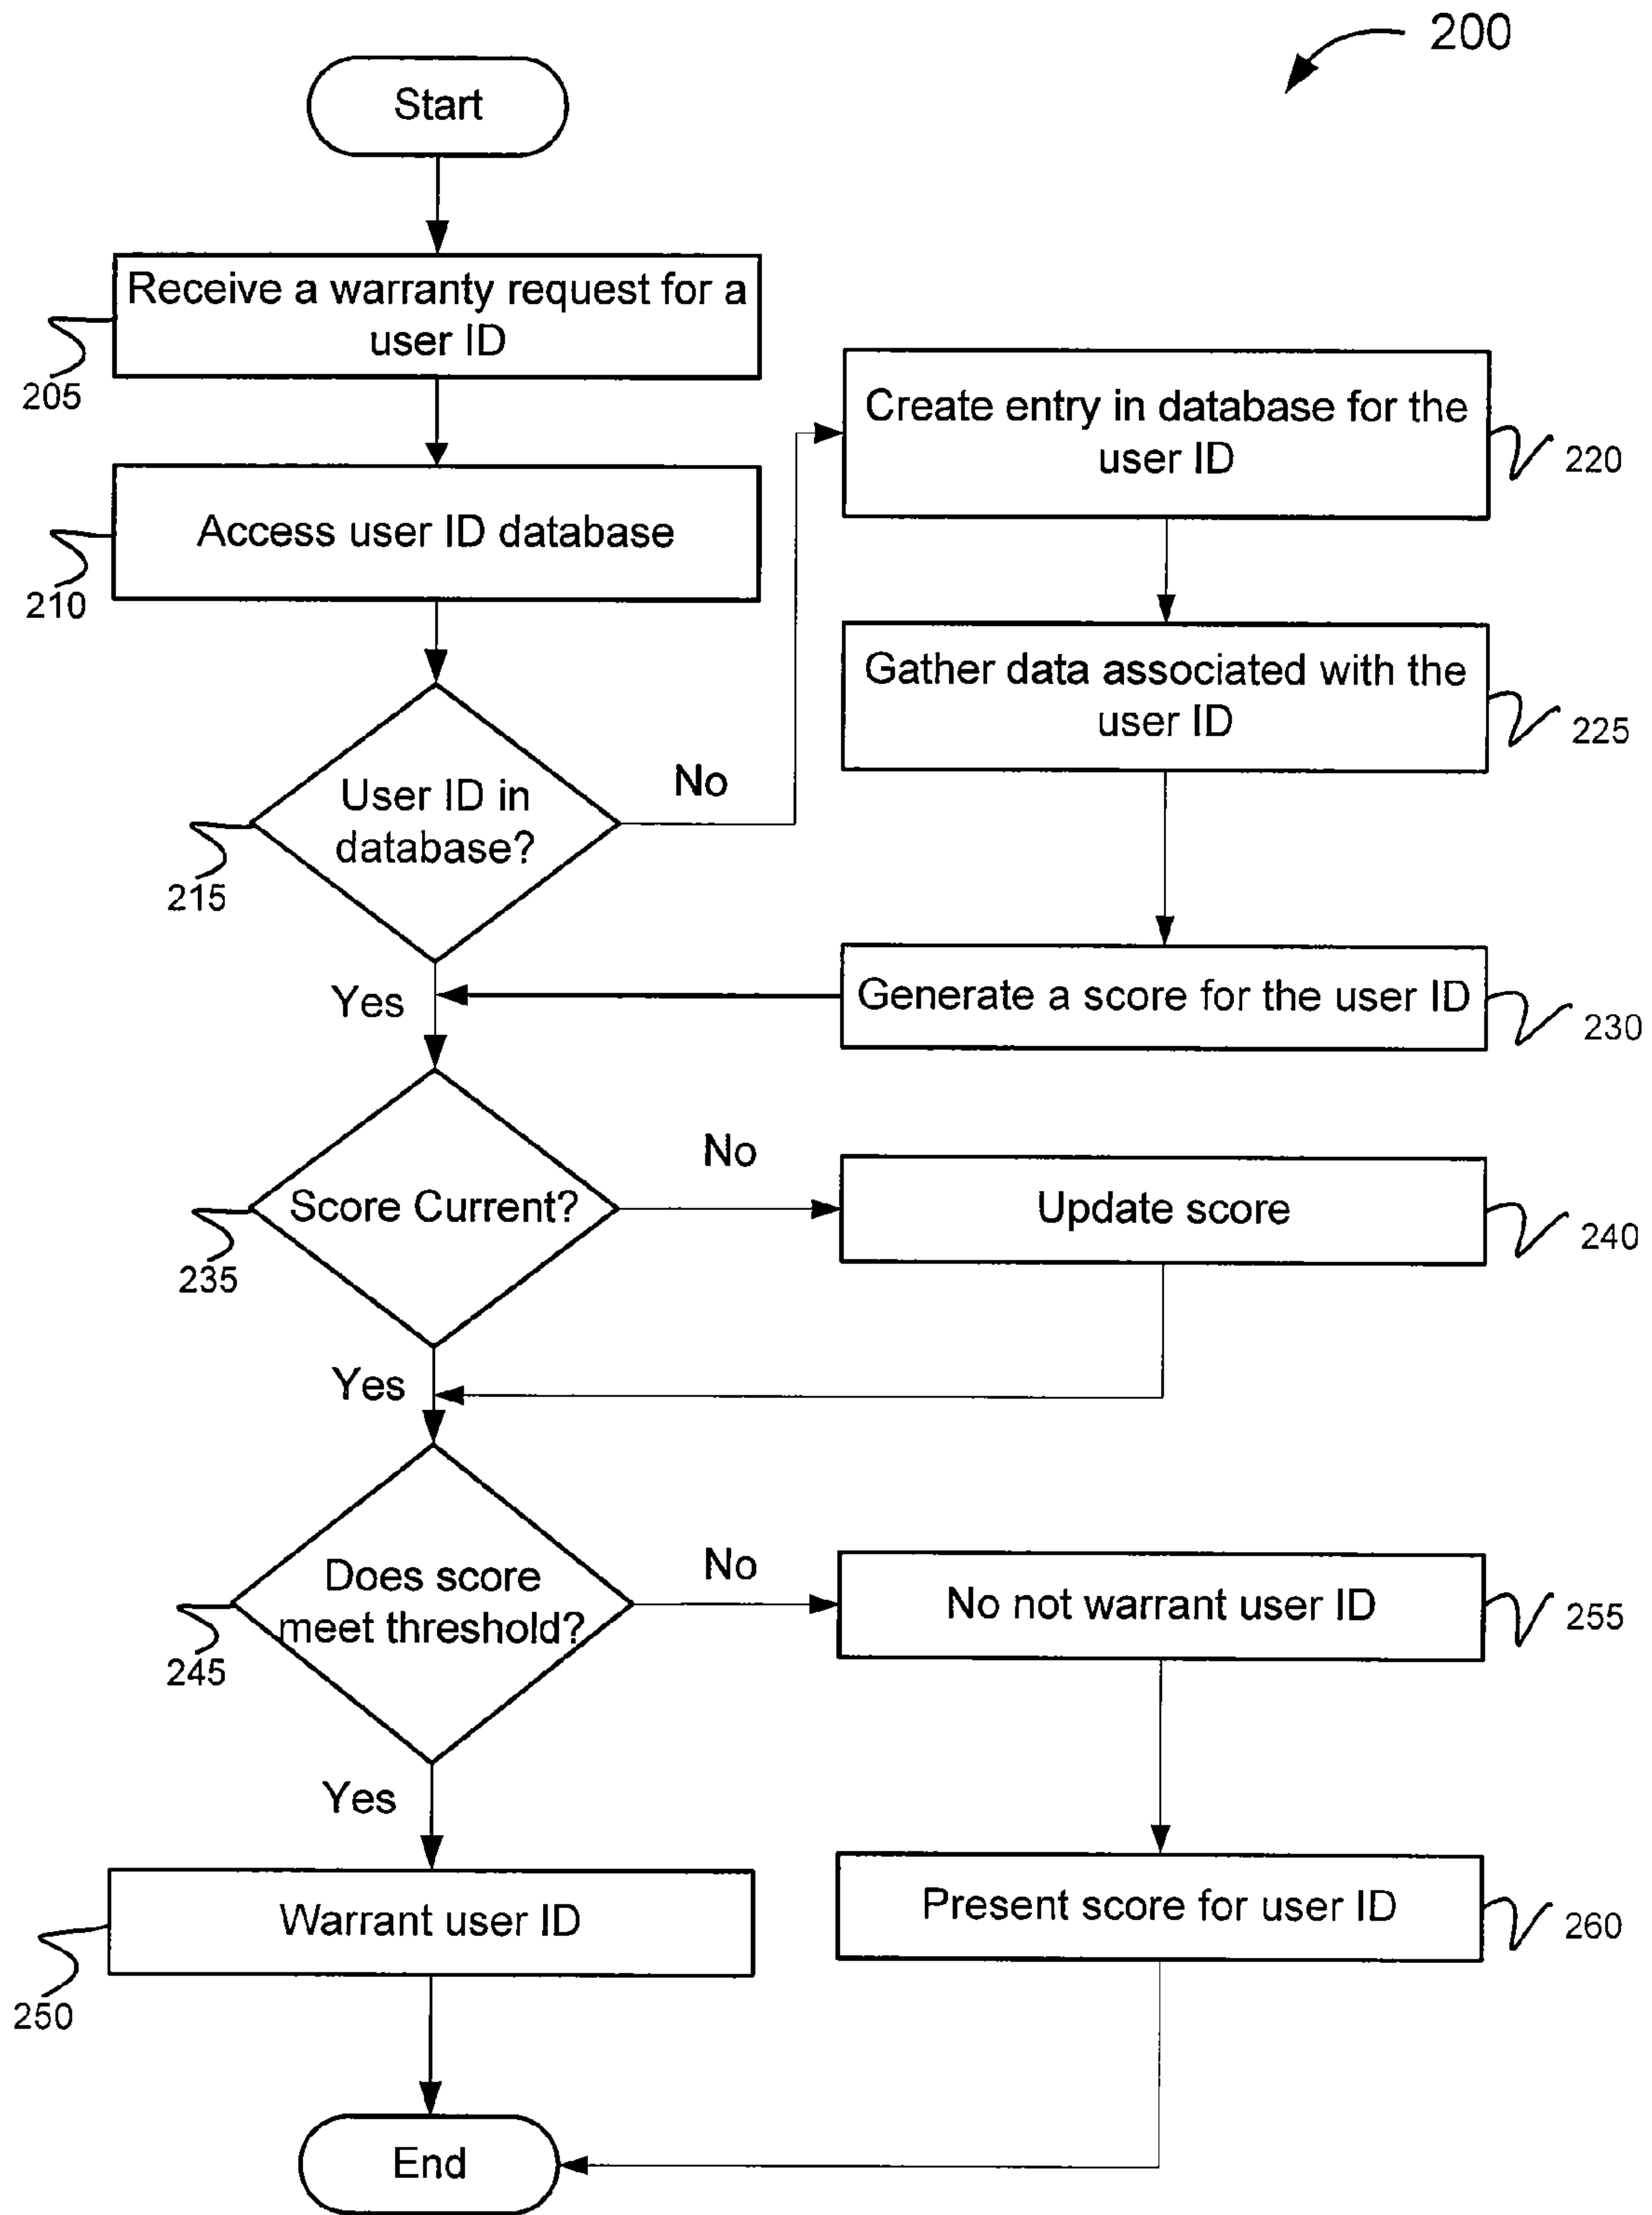 200
Start
Receive a warranty request for a
user ID
205
Access user ID database
210
User ID in
database?
215
No
Create entry in database for the
user ID
220
Gather data associated with the
user ID
225
Generate a score for the user ID
230
Yes
Score Current?
235
No
Update score
240
Yes
Does score
meet threshold?
245
No
No not warrant user ID
255
Yes
Warrant user ID
250
Present score for user ID
260
End